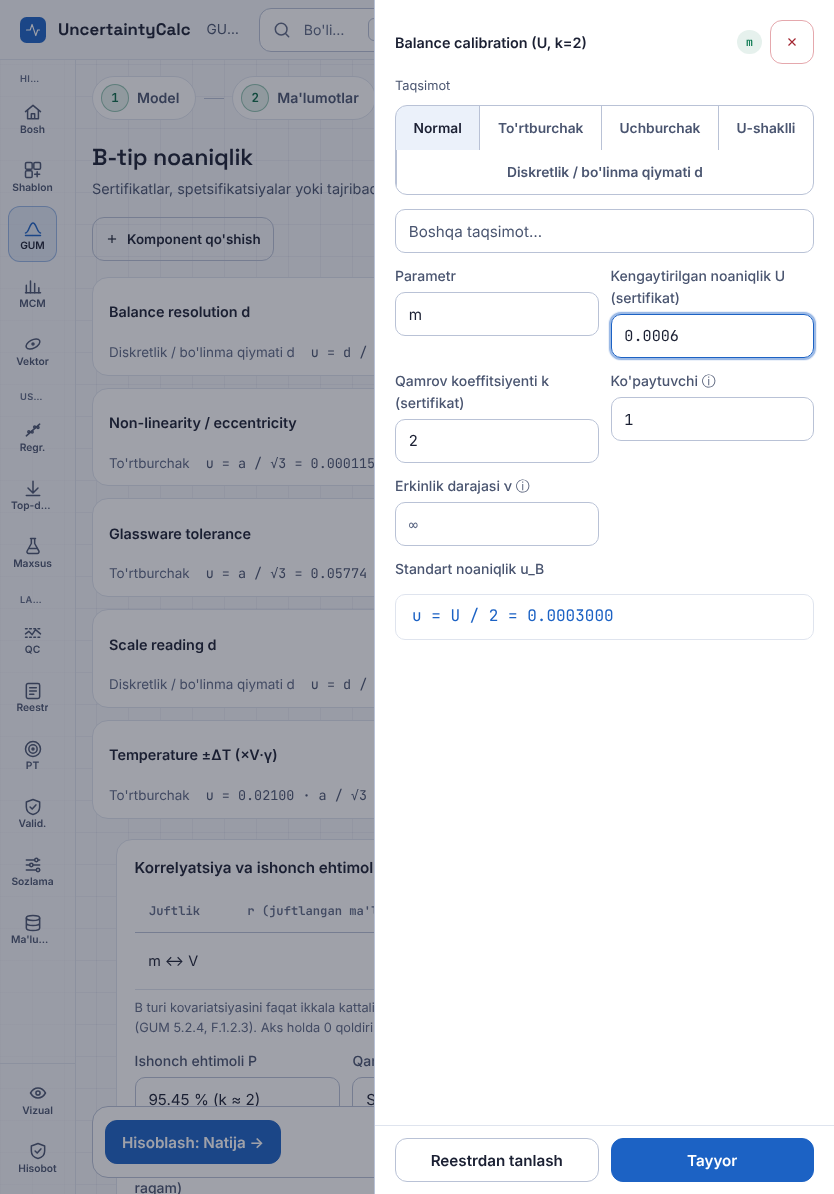 UncertaintyCalc
GU...
Bo'li...
HI...
Bosh
Shablon
GUM
MCM
Vektor
US...
Regr.
Top-d...
Maxsus
LA...
QC
Reestr
PT
Valid.
Sozlama
Ma'lu...
Vizual
Hisobot
1 Model
2 Ma'lumotlar
B-tip noaniqlik
Sertifikatlar, spetsifikatsiyalar yoki tajribad
+ Komponent qo'shish
Balance resolution d
Diskretlik / bo'linma qiymati d u = d /
Non-linearity / eccentricity
To'rtburchak u = a / √3 = 0.000115
Glassware tolerance
To'rtburchak u = a / √3 = 0.05774
Scale reading d
Diskretlik / bo'linma qiymati d u = d /
Temperature ±ΔT (×V·γ)
To'rtburchak u = 0.02100 · a / √3
Korrelyatsiya va ishonch ehtimol
Juftlik r (juftlangan ma'l
m ↔ V
B turi kovariatsiyasini faqat ikkala kattali
(GUM 5.2.4, F.1.2.3). Aks holda 0 qoldiri
Ishonch ehtimoli P
Qar
95.45 % (k ≈ 2)
S
Hisoblash: Natija →
raqam)
Balance calibration (U, k=2)
m
×
Taqsimot
Normal
To'rtburchak
Uchburchak
U-shaklli
Diskretlik / bo'linma qiymati d
Boshqa taqsimot...
Parametr
m
Kengaytirilgan noaniqlik U
(sertifikat)
0.0006
Qamrov koeffitsiyenti k
(sertifikat)
2
Ko'paytuvchi ⓘ
1
Erkinlik darajasi ν ⓘ
∞
Standart noaniqlik u_B
u = U / 2 = 0.0003000
Reestrdan tanlash
Tayyor